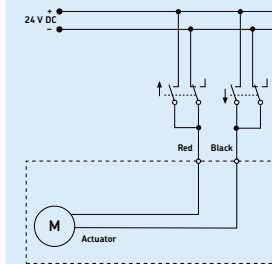 +
24 V DC
–
Red Black
M
Actuator